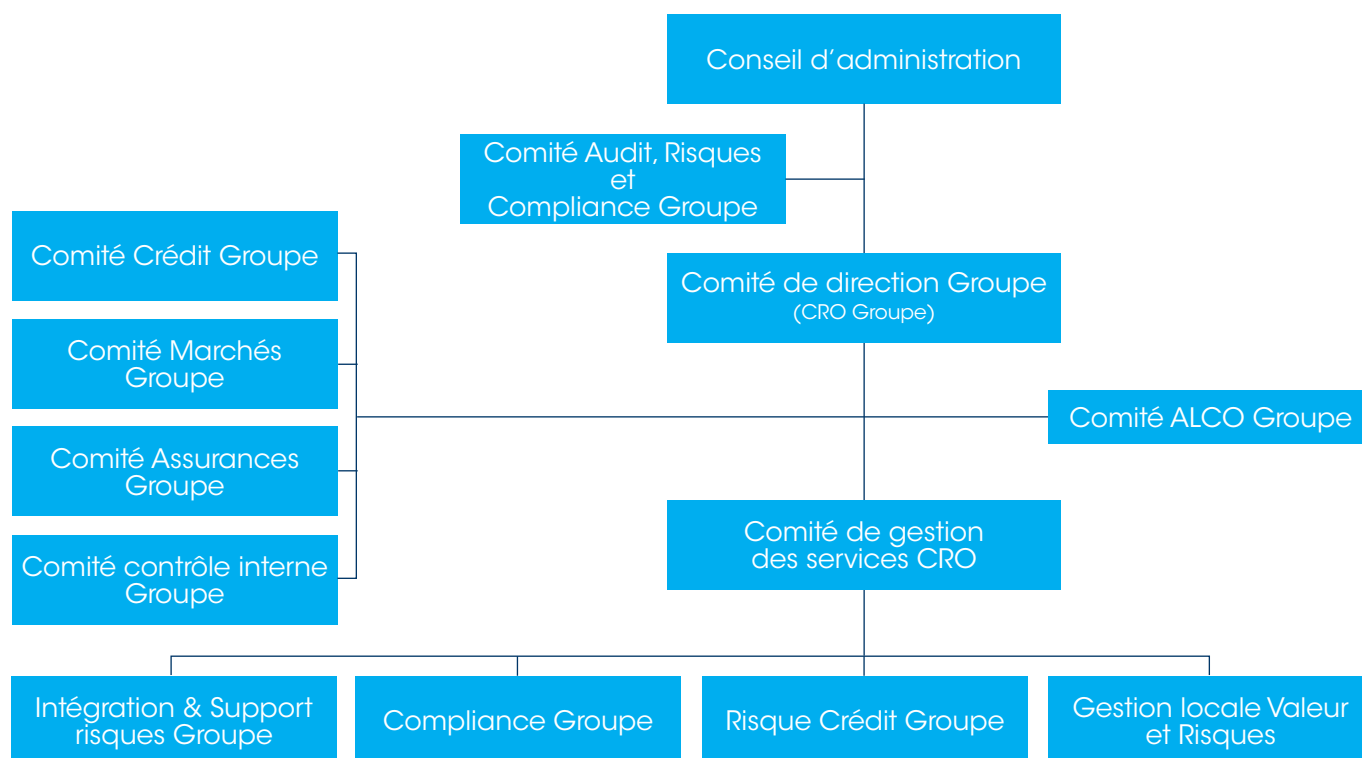 Conseil d’administration
Comité Audit, Risques
et
Compliance Groupe
Comité Crédit Groupe
Comité de direction Groupe
(CRO Groupe)
Comité Marchés
Groupe
Comité ALCO Groupe
Comité Assurances
Groupe
Comité de gestion
des services CRO
Comité contrôle interne
Groupe
Intégration & Support
risques Groupe
Compliance Groupe
Risque Crédit Groupe
Gestion locale Valeur
et Risques